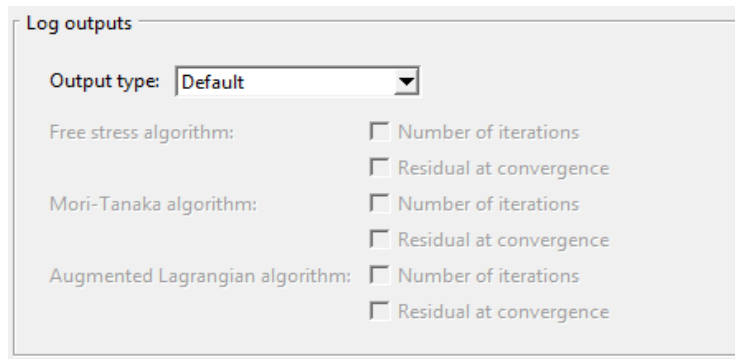 Log outputs
Output type: Default
Free stress algorithm: Number of iterations
Residual at convergence
Mori-Tanaka algorithm: Number of iterations
Residual at convergence
Augmented Lagrangian algorithm: Number of iterations
Residual at convergence